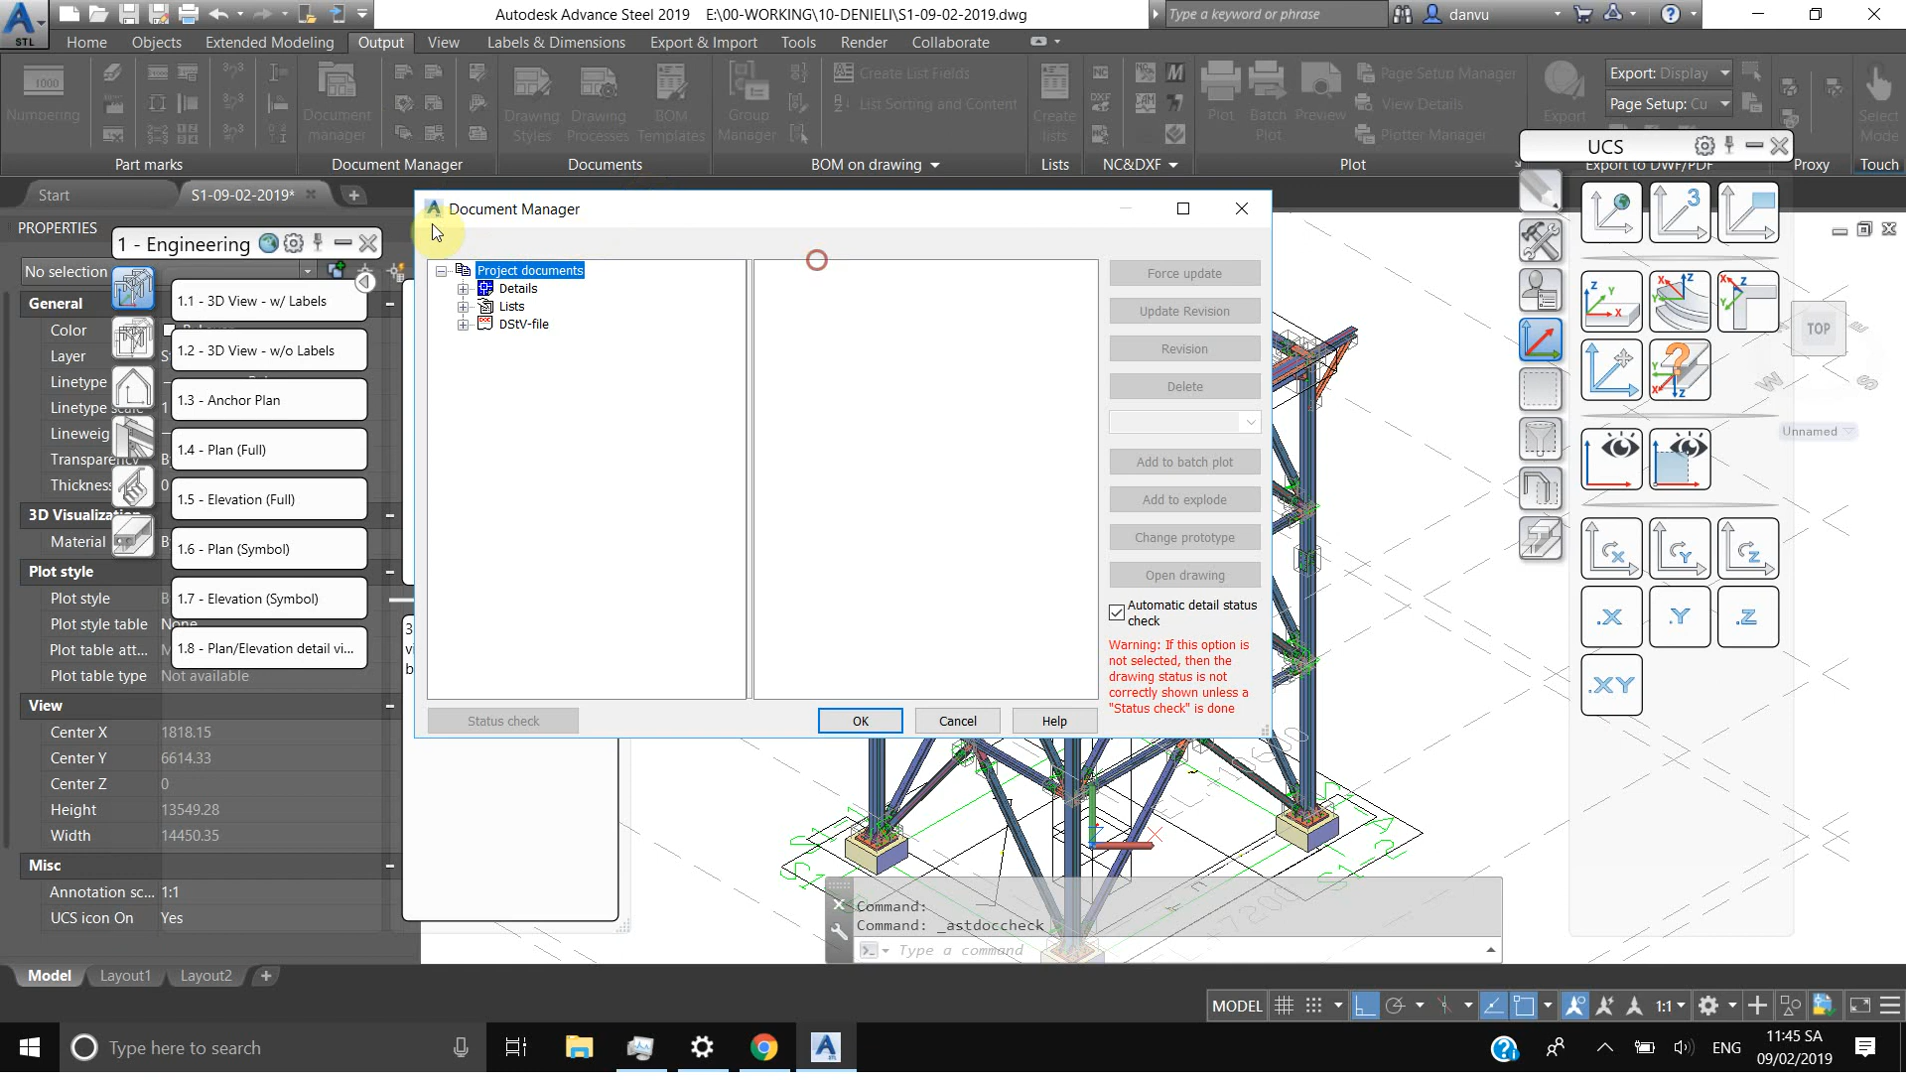 STL
Autodesk Advance Steel 2019 E:\00-WORKING\10-DENIELI\S1-09-02-2019.dwg
Type a keyword or phrase
danvu
Home
Objects
Extended Modeling
Output
View
Labels & Dimensions
Export & Import
Tools
Render
Collaborate
Numbering
Document manager
Drawing Styles
Drawing Processes
BOM Templates
Group Manager
Create List Fields
List Sorting and Content
Create lists
NC
DXF
Plot
Batch Plot
Preview
Page Setup Manager
View Details
Plotter Manager
Export
Export: Display
Page Setup: Cu
Select Mode
Part marks
Document Manager
Documents
BOM on drawing
Lists
NC&DXF
Plot
Export to DWF/PDF
Proxy
Touch
UCS
Start
S1-09-02-2019*
PROPERTIES
1 - Engineering
No selection
General
Color
Layer
Linetype
Linetype scale
Lineweig
Transparency
Thickness 0
3D Visualization
Material
Plot style
Plot style
Plot style table None
Plot table att...
Plot table type Not available
View
Center X 1818.15
Center Y 6614.33
Center Z 0
Height 13549.28
Width 14450.35
Misc
Annotation sc... 1:1
UCS icon On Yes
1.1 - 3D View - w/ Labels
1.2 - 3D View - w/o Labels
1.3 - Anchor Plan
1.4 - Plan (Full)
1.5 - Elevation (Full)
1.6 - Plan (Symbol)
1.7 - Elevation (Symbol)
1.8 - Plan/Elevation detail vi...
Document Manager
Project documents
Details
Lists
DStV-file
Force update
Update Revision
Revision
Delete
Add to batch plot
Add to explode
Change prototype
Open drawing
Automatic detail status check
Warning: If this option is
not selected, then the
drawing status is not
correctly shown unless a
"Status check" is done
Status check
OK
Cancel
Help
TOP
W
S
E
Unnamed
.X
.Y
.Z
.XY
Command:
Command: _astdoccheck
Type a command
Model
Layout1
Layout2
MODEL
1:1
Type here to search
ENG
11:45 SA
09/02/2019